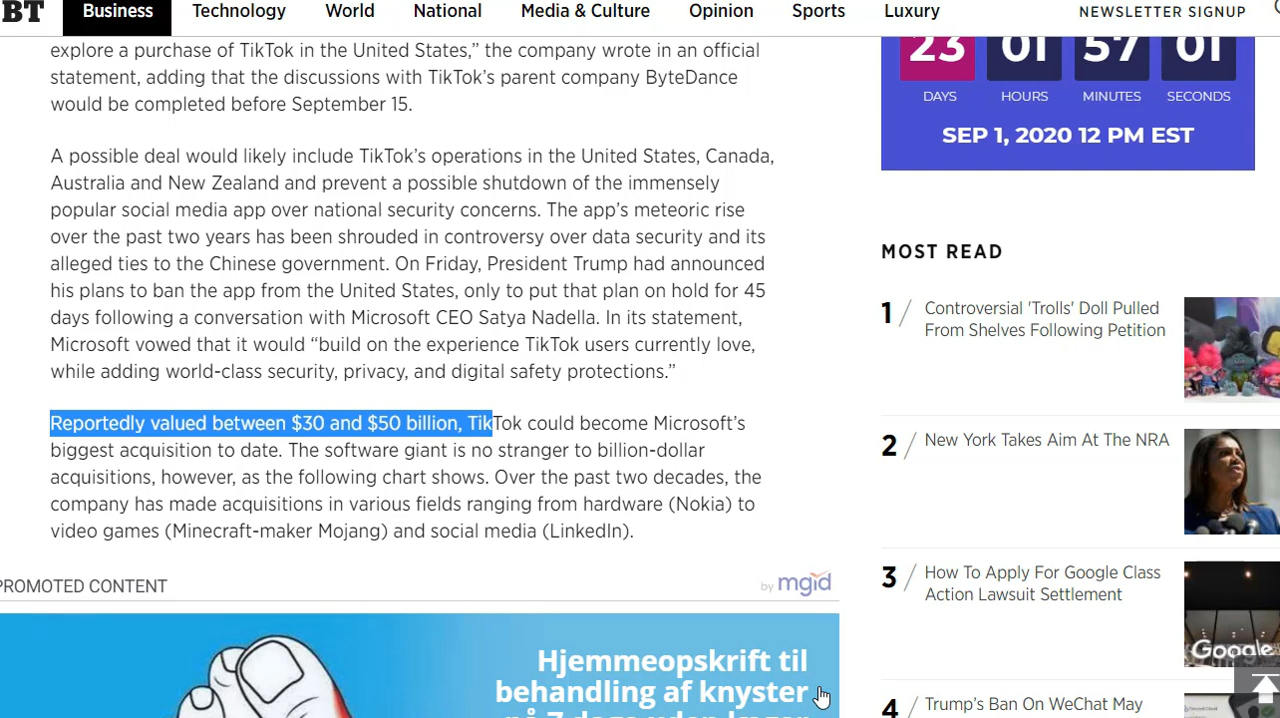 BT Business Technology World National Media & Culture Opinion Sports Luxury NEWSLETTER SIGNUP
explore a purchase of TikTok in the United States,” the company wrote in an official
statement, adding that the discussions with TikTok’s parent company ByteDance
would be completed before September 15.
A possible deal would likely include TikTok’s operations in the United States, Canada,
Australia and New Zealand and prevent a possible shutdown of the immensely
popular social media app over national security concerns. The app’s meteoric rise
over the past two years has been shrouded in controversy over data security and its
alleged ties to the Chinese government. On Friday, President Trump had announced
his plans to ban the app from the United States, only to put that plan on hold for 45
days following a conversation with Microsoft CEO Satya Nadella. In its statement,
Microsoft vowed that it would “build on the experience TikTok users currently love,
while adding world-class security, privacy, and digital safety protections.”
Reportedly valued between $30 and $50 billion, TikTok could become Microsoft’s
biggest acquisition to date. The software giant is no stranger to billion-dollar
acquisitions, however, as the following chart shows. Over the past two decades, the
company has made acquisitions in various fields ranging from hardware (Nokia) to
video games (Minecraft-maker Mojang) and social media (LinkedIn).
PROMOTED CONTENT
by mgid
Hjemmeopskrift til
behandling af knyster
på 7 dage uden læger
23 01 57 01
DAYS HOURS MINUTES SECONDS
SEP 1, 2020 12 PM EST
MOST READ
1 / Controversial 'Trolls' Doll Pulled
From Shelves Following Petition
2 / New York Takes Aim At The NRA
3 / How To Apply For Google Class
Action Lawsuit Settlement
Google
4 / Trump’s Ban On WeChat May